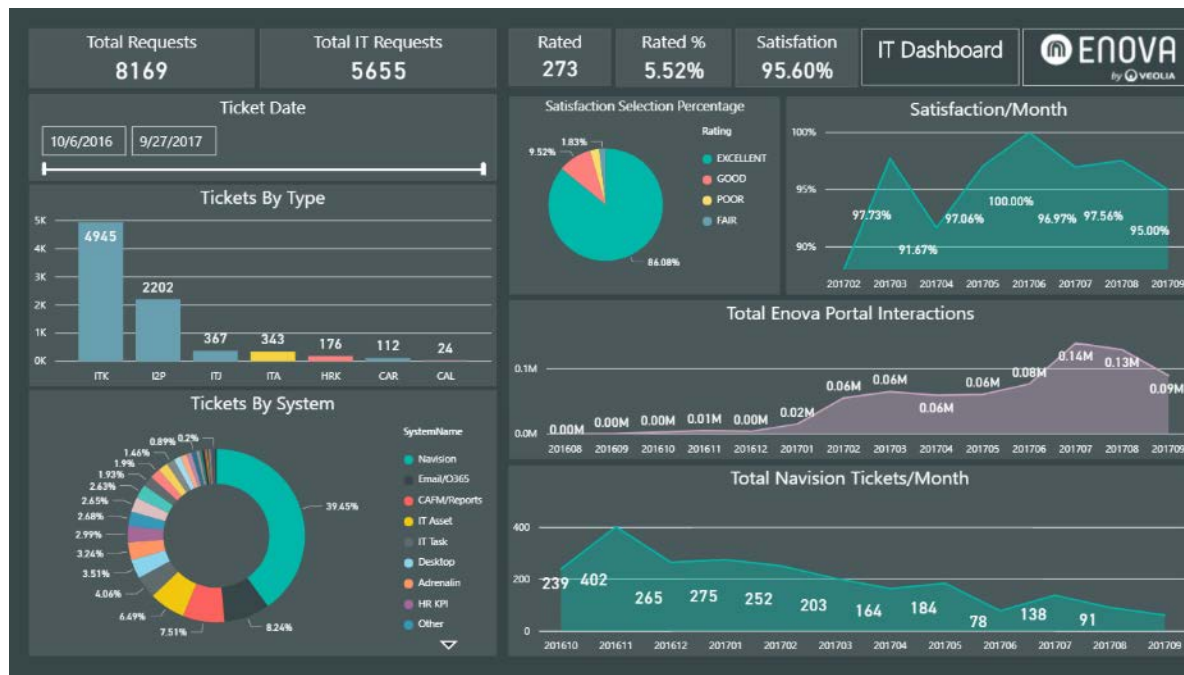 Total Requests
8169
Total IT Requests
5655
Rated
273
Rated %
5.52%
Satisfation
95.60%
IT Dashboard
ENOVA
by VEOLIA
Ticket Date
10/6/2016 9/27/2017
Tickets By Type
5K
4K
3K
2K
1K
0K
4945
2202
367
343
176
112
24
ITK I2P ITJ ITA HRK CAR CAL
Tickets By System
0.2%
0.89%
1.46%
1.9%
1.93%
2.63%
2.65%
2.68%
2.99%
3.24%
3.51%
4.06%
6.49%
7.51%
8.24%
39.45%
SystemName
Navision
Email/O365
CAFM/Reports
IT Asset
IT Task
Desktop
Adrenalin
HR KPI
Other
Satisfaction Selection Percentage
1.83%
9.52%
86.08%
Rating
EXCELLENT
GOOD
POOR
FAIR
Satisfaction/Month
100%
95%
90%
97.73%
91.67%
97.06%
100.00%
96.97%
97.56%
95.00%
201702 201703 201704 201705 201706 201707 201708 201709
Total Enova Portal Interactions
0.1M
0.0M
0.00M 0.00M 0.00M 0.01M 0.00M 0.02M 0.06M 0.06M 0.06M 0.06M 0.08M 0.14M 0.13M 0.09M
201608 201609 201610 201611 201612 201701 201702 201703 201704 201705 201706 201707 201708 201709
Total Navision Tickets/Month
400
200
0
239 402 265 275 252 203 164 184 78 138 91
201610 201611 201612 201701 201702 201703 201704 201705 201706 201707 201708 201709